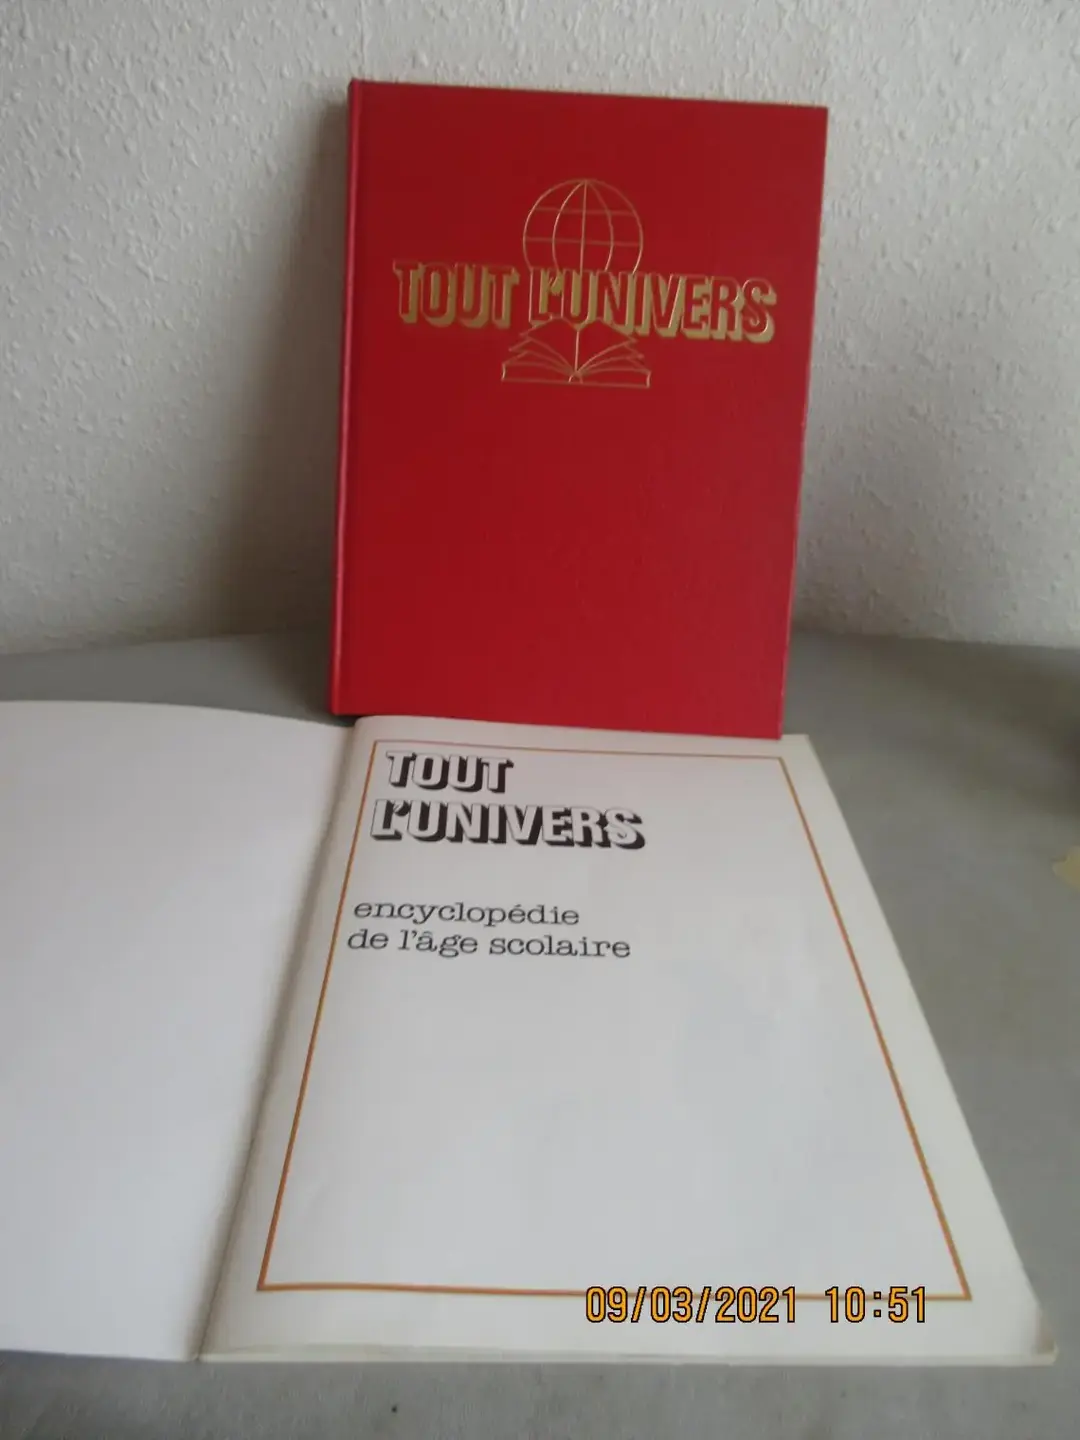 TOUT L'UNIVERS
TOUT
L'UNIVERS
encyclopédie
de l'âge scolaire
09/03/2021 10:51